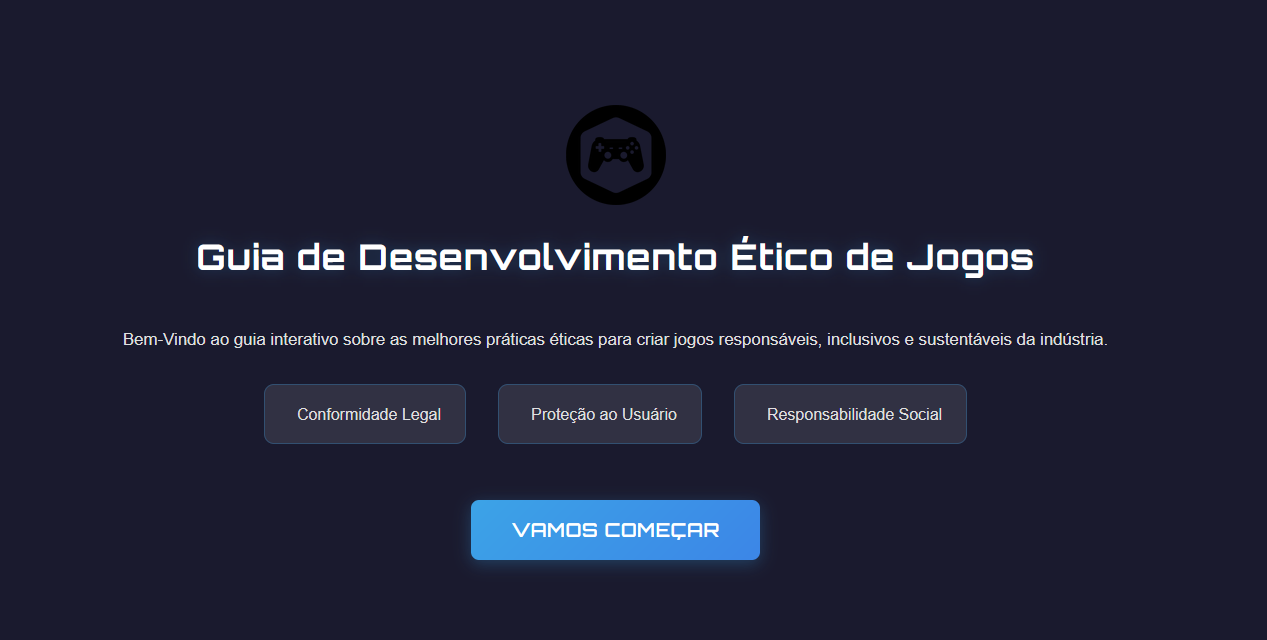 Guia de Desenvolvimento Ético de Jogos
Bem-Vindo ao guia interativo sobre as melhores práticas éticas para criar jogos responsáveis, inclusivos e sustentáveis da indústria.
Conformidade Legal
Proteção ao Usuário
Responsabilidade Social
VAMOS COMEÇAR